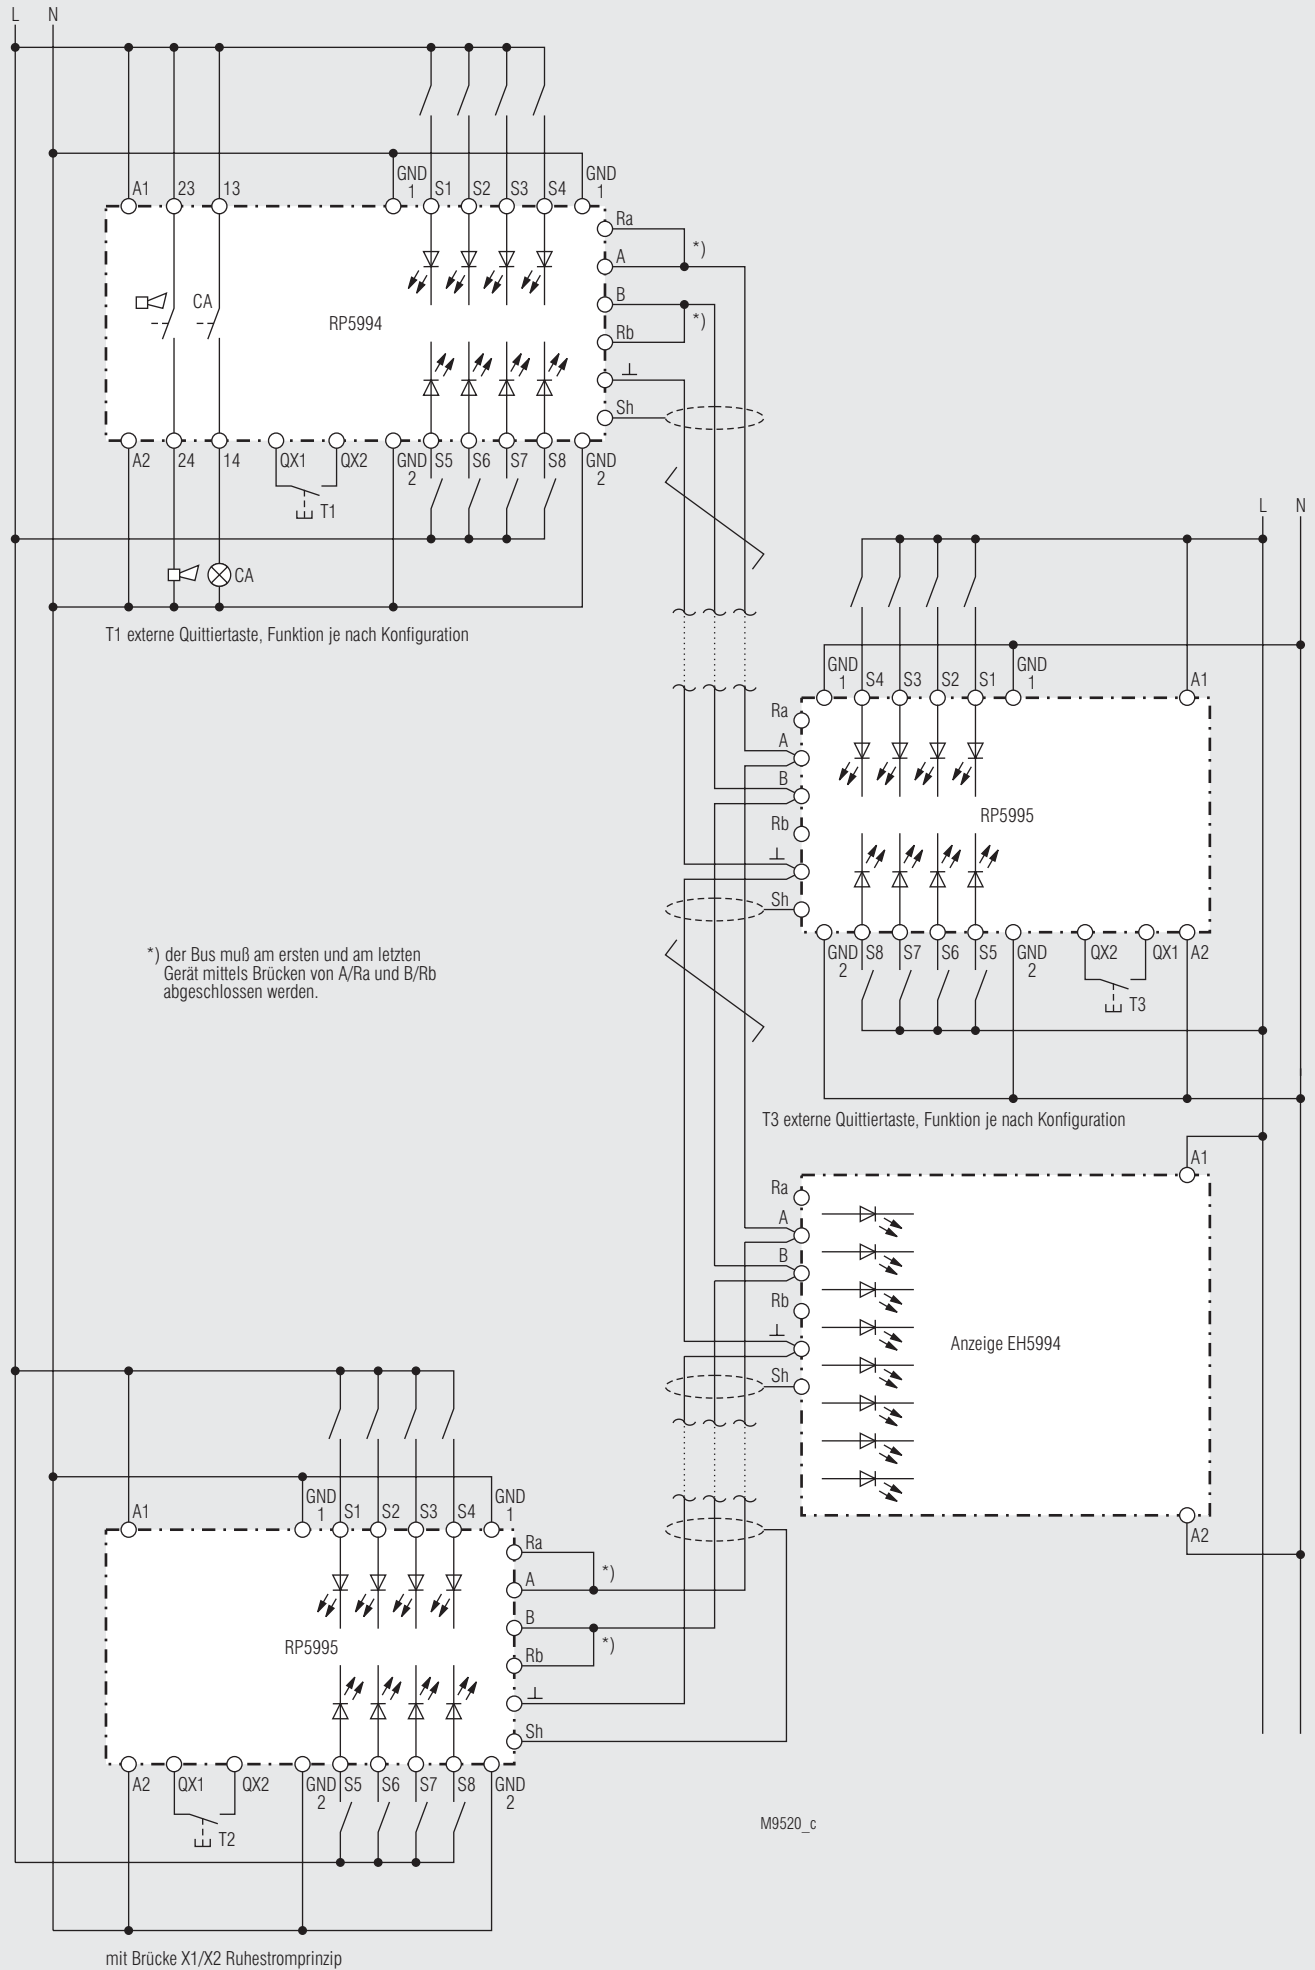 L N
A1 23 13 GND 1 S1 S2 S3 S4 GND 1
Ra
*)
A
CA
B
RP5994
*)
Rb
⊥
Sh
A2 24 14 QX1 QX2 GND 2 S5 S6 S7 S8 GND 2
T1
CA
T1 externe Quittiertaste, Funktion je nach Konfiguration
L N
GND 1 S4 S3 S2 S1 GND 1 A1
Ra
A
B
RP5995
Rb
⊥
Sh
GND 2 S8 S7 S6 S5 GND 2 QX2 QX1 A2
T3
*) der Bus muß am ersten und am letzten
Gerät mittels Brücken von A/Ra und B/Rb
abgeschlossen werden.
T3 externe Quittiertaste, Funktion je nach Konfiguration
A1
Ra
A
B
Rb
⊥
Anzeige EH5994
Sh
A2
A1 GND 1 S1 S2 S3 S4 GND 1
Ra
*)
A
B
RP5995
*)
Rb
⊥
Sh
A2 QX1 QX2 GND 2 S5 S6 S7 S8 GND 2
T2
M9520_c
mit Brücke X1/X2 Ruhestromprinzip